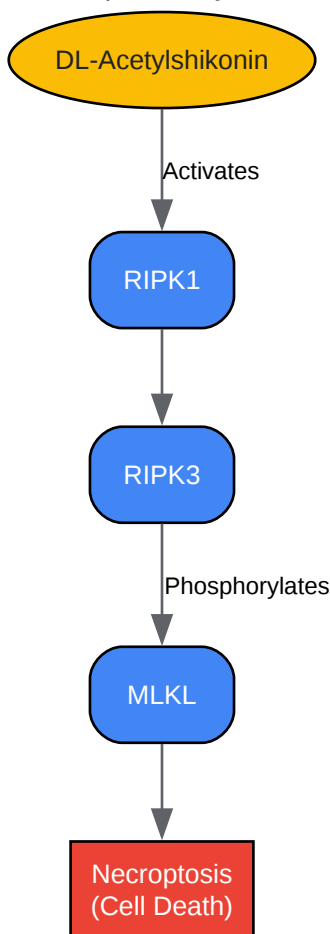 DL-Acetylshikonin
Activates
RIPK1
RIPK3
Phosphorylates
MLKL
Necroptosis
(Cell Death)